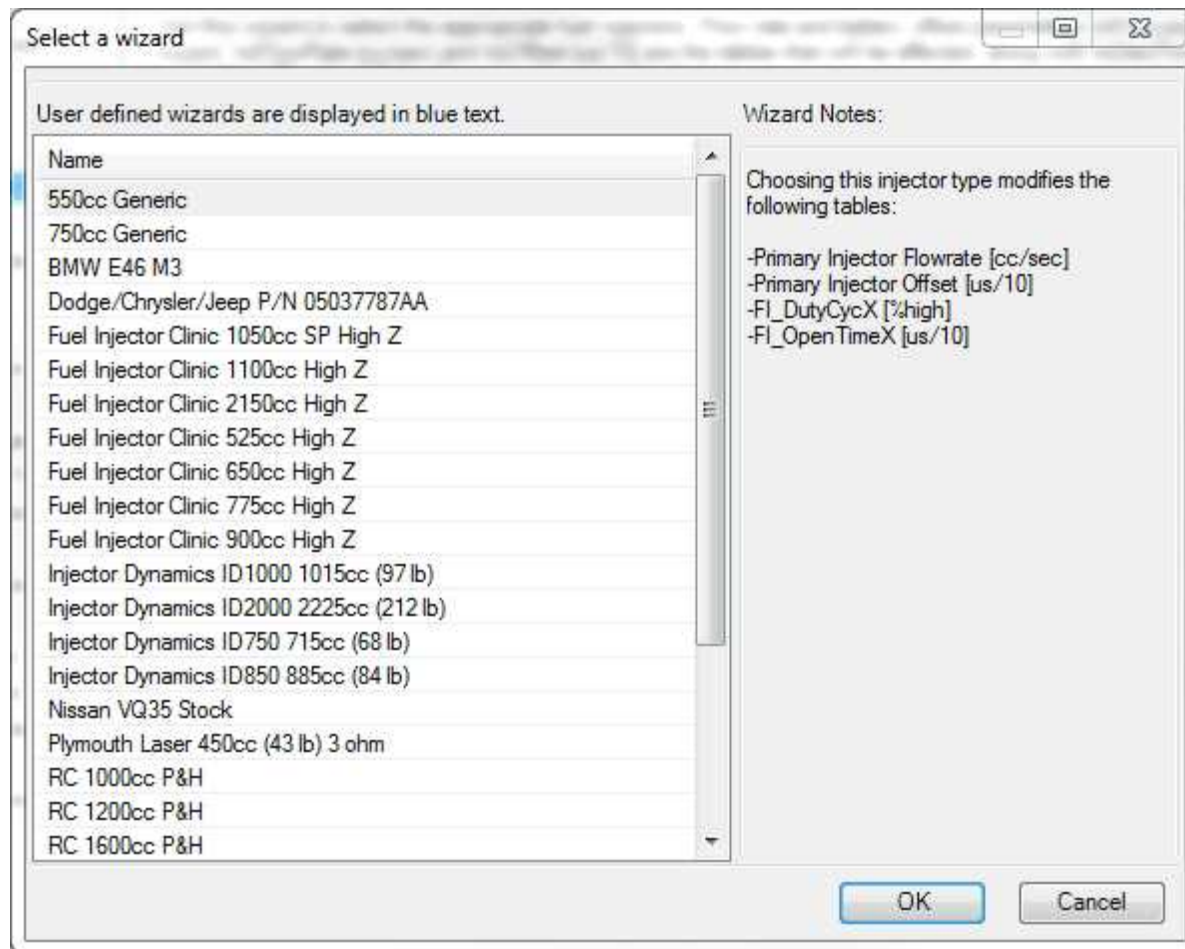 Select a wizard
User defined wizards are displayed in blue text.
Name
550cc Generic
750cc Generic
BMW E46 M3
Dodge/Chrysler/Jeep P/N 05037787AA
Fuel Injector Clinic 1050cc SP High Z
Fuel Injector Clinic 1100cc High Z
Fuel Injector Clinic 2150cc High Z
Fuel Injector Clinic 525cc High Z
Fuel Injector Clinic 650cc High Z
Fuel Injector Clinic 775cc High Z
Fuel Injector Clinic 900cc High Z
Injector Dynamics ID1000 1015cc (97 lb)
Injector Dynamics ID2000 2225cc (212 lb)
Injector Dynamics ID750 715cc (68 lb)
Injector Dynamics ID850 885cc (84 lb)
Nissan VQ35 Stock
Plymouth Laser 450cc (43 lb) 3 ohm
RC 1000cc P&H
RC 1200cc P&H
RC 1600cc P&H
Wizard Notes:
Choosing this injector type modifies the
following tables:
-Primary Injector Flowrate [cc/sec]
-Primary Injector Offset [us/10]
-FI_DutyCycX [%high]
-FI_OpenTimeX [us/10]
OK
Cancel